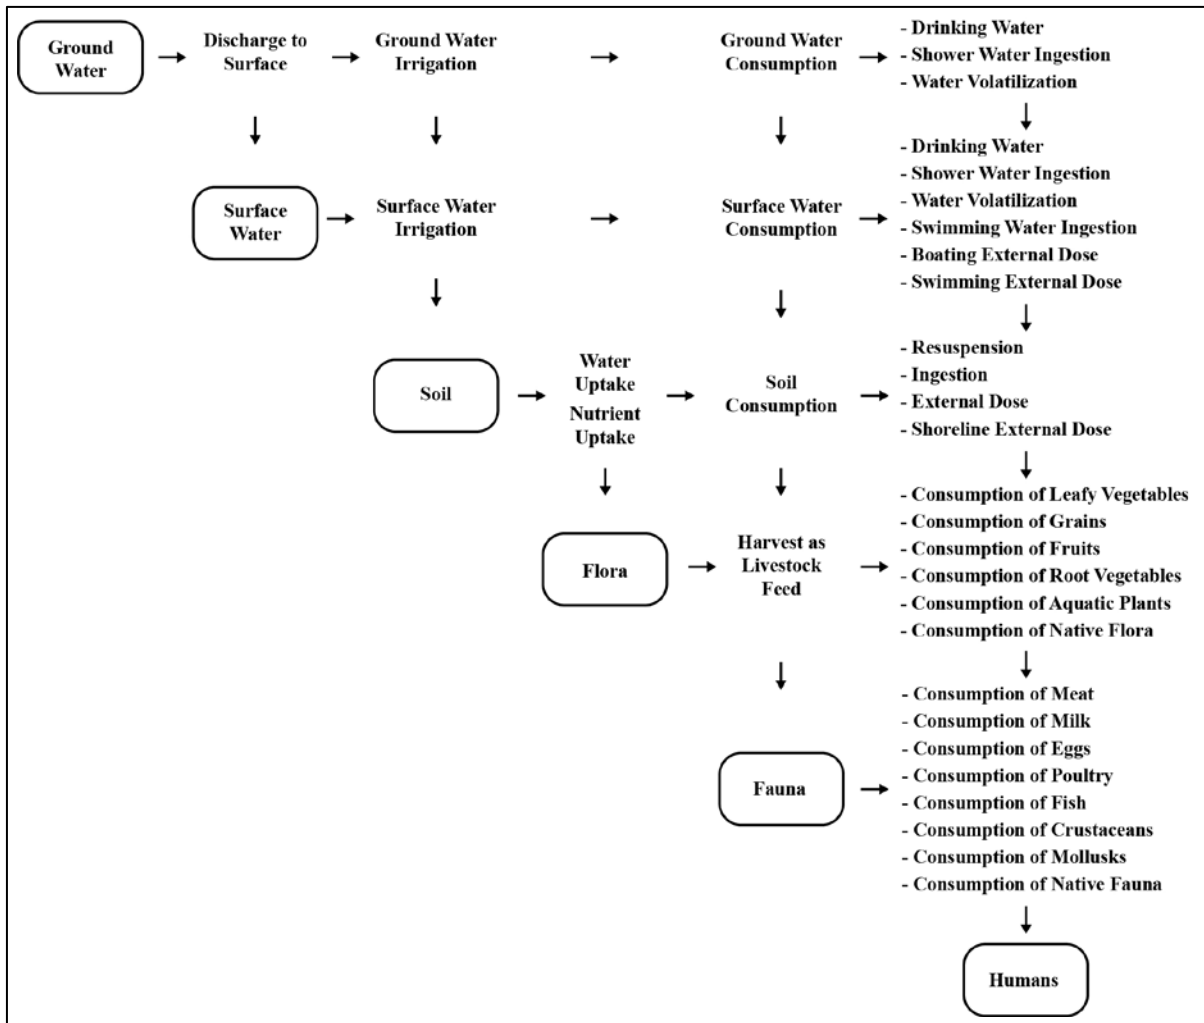 Ground
Water
Discharge to
Surface
Ground Water
Irrigation
Ground Water
Consumption
- Drinking Water
- Shower Water Ingestion
- Water Volatilization
Surface
Water
Surface Water
Irrigation
Surface Water
Consumption
- Drinking Water
- Shower Water Ingestion
- Water Volatilization
- Swimming Water Ingestion
- Boating External Dose
- Swimming External Dose
Soil
Water
Uptake
Nutrient
Uptake
Soil
Consumption
- Resuspension
- Ingestion
- External Dose
- Shoreline External Dose
Flora
Harvest as
Livestock
Feed
- Consumption of Leafy Vegetables
- Consumption of Grains
- Consumption of Fruits
- Consumption of Root Vegetables
- Consumption of Aquatic Plants
- Consumption of Native Flora
Fauna
- Consumption of Meat
- Consumption of Milk
- Consumption of Eggs
- Consumption of Poultry
- Consumption of Fish
- Consumption of Crustaceans
- Consumption of Mollusks
- Consumption of Native Fauna
Humans